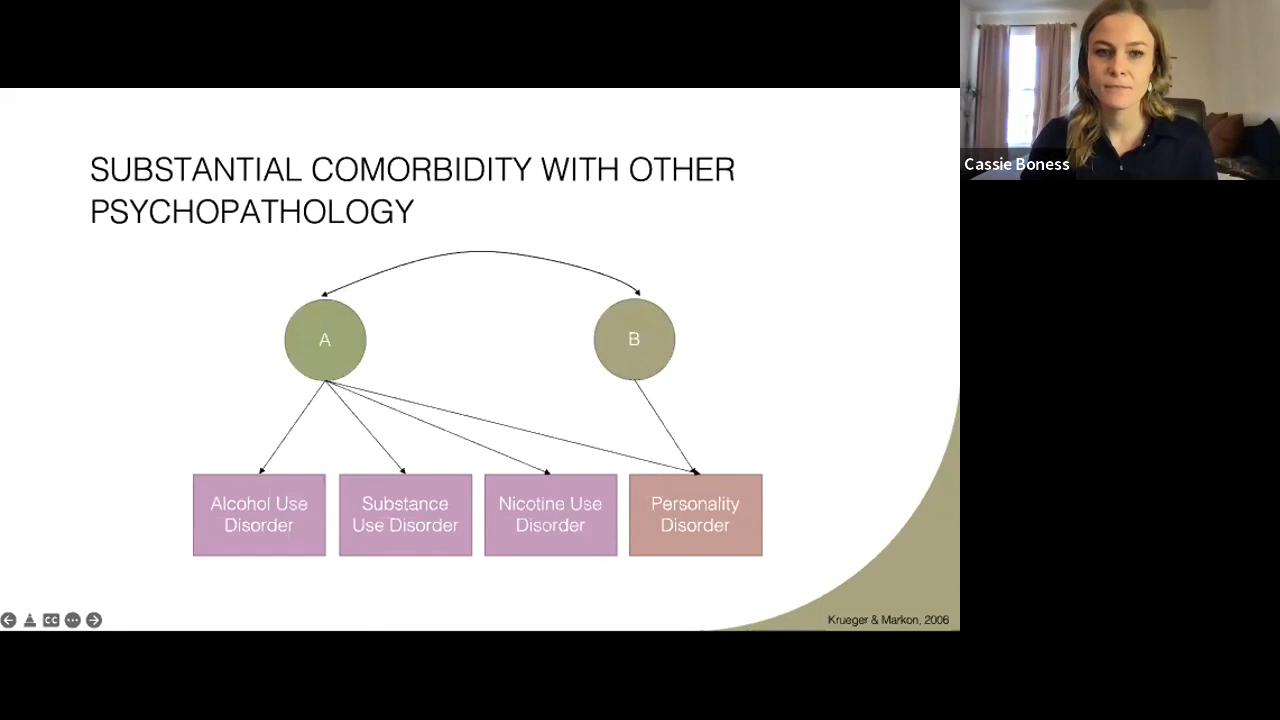 Cassie Boness
SUBSTANTIAL COMORBIDITY WITH OTHER
PSYCHOPATHOLOGY
A
B
Alcohol Use
Disorder
Substance
Use Disorder
Nicotine Use
Disorder
Personality
Disorder
CC
Krueger & Markon, 2006